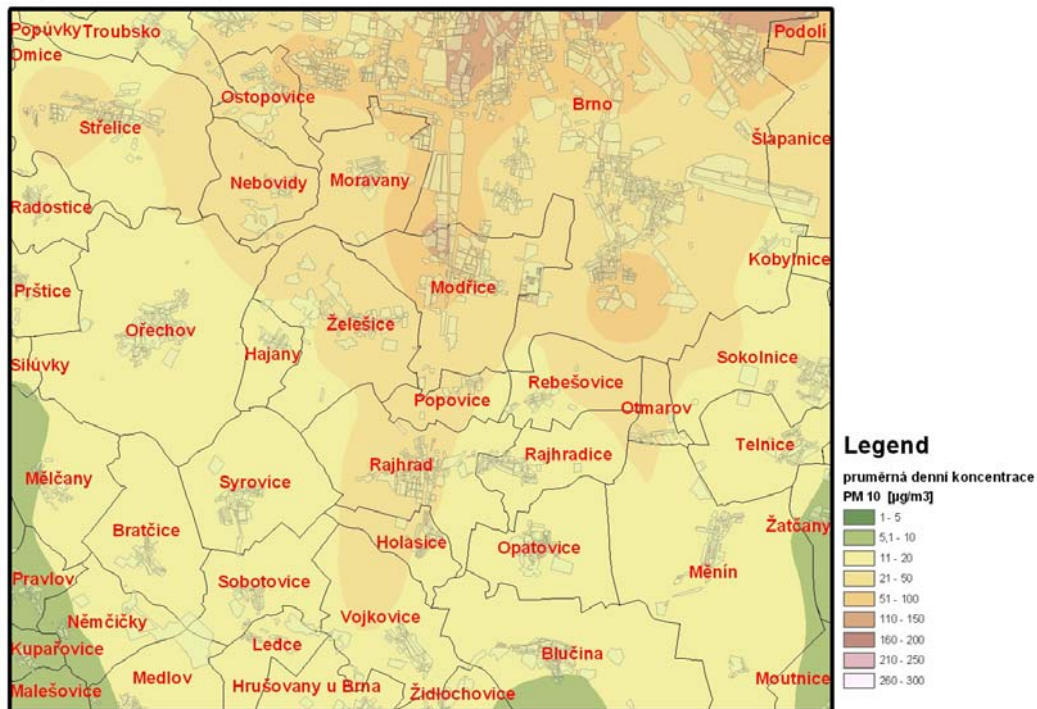 Popúvky
Troubsko
Podolí
Omice
Ostopovice
Brno
Střelice
Šlapanice
Nebovidy
Moravany
Radostice
Kobylnice
Prštice
Modřice
Ořechov
Želešice
Hajany
Sokolnice
Silůvky
Rebešovice
Popovice
Otmarov
Telnice
Rajhradice
Rajhrad
Mělčany
Syrovice
Bratčice
Žatčany
Holasice
Opatovice
Měnín
Pravlov
Sobotovice
Vojkovice
Němčičky
Ledce
Kupařovice
Blučina
Medlov
Moutnice
Hrušovany u Brna
Malešovice
Židlochovice
Legend
pruměrná denní koncentrace
PM 10 [µg/m3]
1 - 5
5,1 - 10
11 - 20
21 - 50
51 - 100
110 - 150
160 - 200
210 - 250
260 - 300